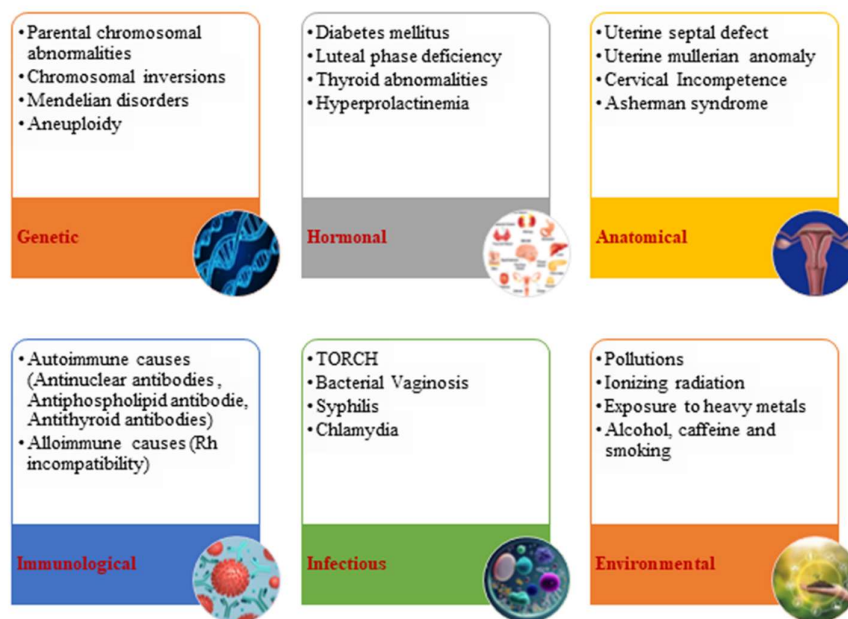 • Parental chromosomal
abnormalities
• Chromosomal inversions
• Mendelian disorders
• Aneuploidy
Genetic
• Diabetes mellitus
• Luteal phase deficiency
• Thyroid abnormalities
• Hyperprolactinemia
Hormonal
• Uterine septal defect
• Uterine mullerian anomaly
• Cervical Incompetence
• Asherman syndrome
Anatomical
• Autoimmune causes
(Antinuclear antibodies ,
Antiphospholipid antibodie,
Antithyroid antibodies)
• Alloimmune causes (Rh
incompatibility)
Immunological
• TORCH
• Bacterial Vaginosis
• Syphilis
• Chlamydia
Infectious
• Pollutions
• Ionizing radiation
• Exposure to heavy metals
• Alcohol, caffeine and
smoking
Environmental